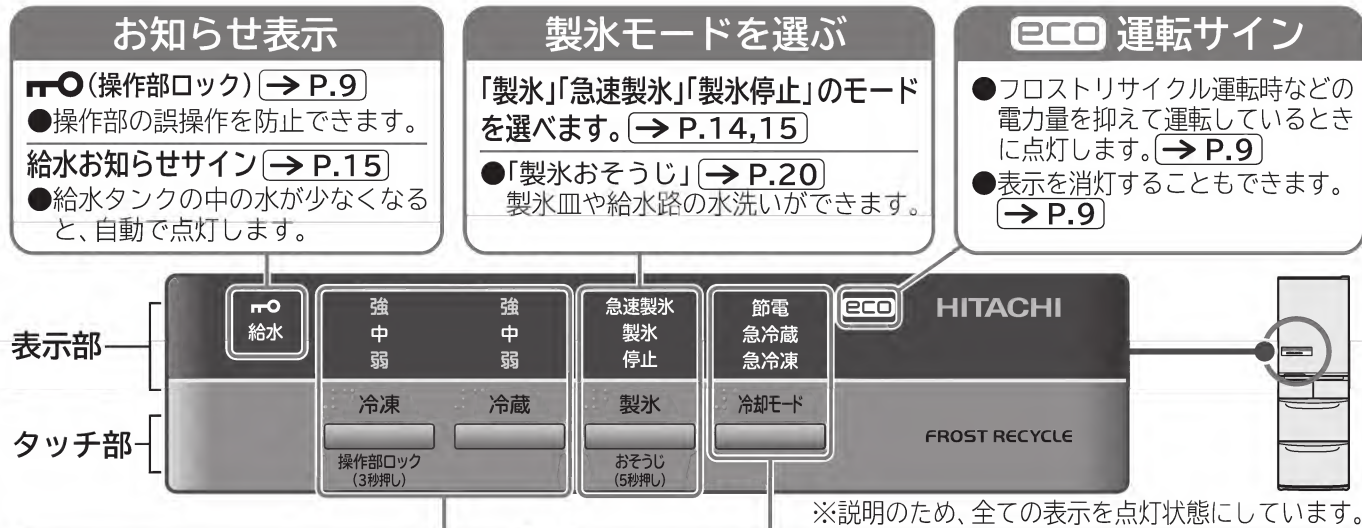 お知らせ表示
(操作部ロック) → P.9
●操作部の誤操作を防止できます。
給水お知らせサイン → P.15
●給水タンクの中の水が少なくなる
と、自動で点灯します。
製氷モードを選ぶ
「製氷」「急速製氷」「製氷停止」のモード
を選べます。 → P.14,15
●「製氷おそうじ」 → P.20
製氷皿や給水路の水洗いができます。
eco 運転サイン
●フロストリサイクル運転時などの
電力量を抑えて運転しているとき
に点灯します。 → P.9
●表示を消灯することもできます。
→ P.9
表示部
給水
強 強 急速製氷 節電 eco HITACHI
中 中 製氷 急冷蔵
弱 弱 停止 急冷凍
タッチ部
冷凍 冷蔵 製氷 冷却モード
FROST RECYCLE
操作部ロック おそうじ
(3秒押し) (5秒押し)
※説明のため、全ての表示を点灯状態にしています。